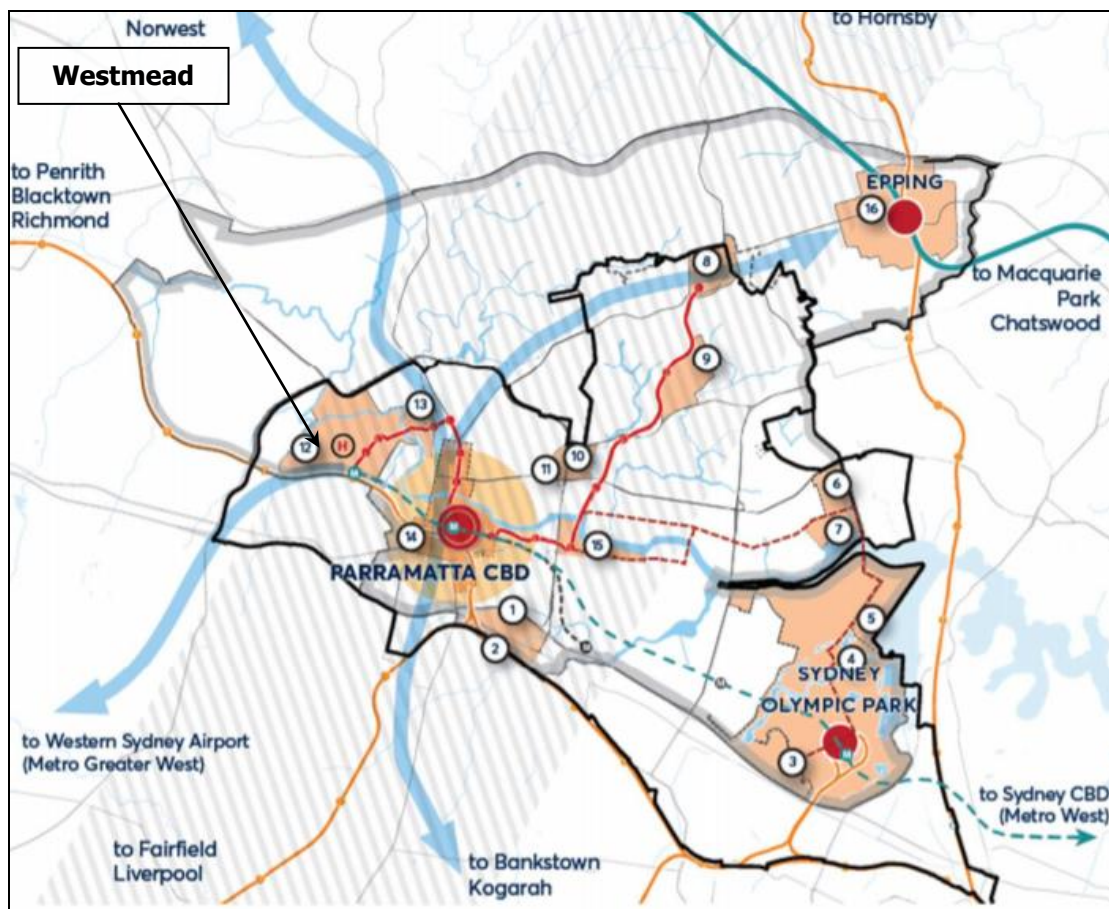 Norwest
to Hornsby
Westmead
to Penrith
Blacktown
Richmond
EPPING
16
to Macquarie
Park
Chatswood
8
9
13
12
H
M
10
11
6
7
M
14
15
PARRAMATTA CBD
1
2
M
M
5
4
SYDNEY
OLYMPIC PARK
M
3
to Western Sydney Airport
(Metro Greater West)
to Sydney CBD
(Metro West)
to Fairfield
Liverpool
to Bankstown
Kogarah